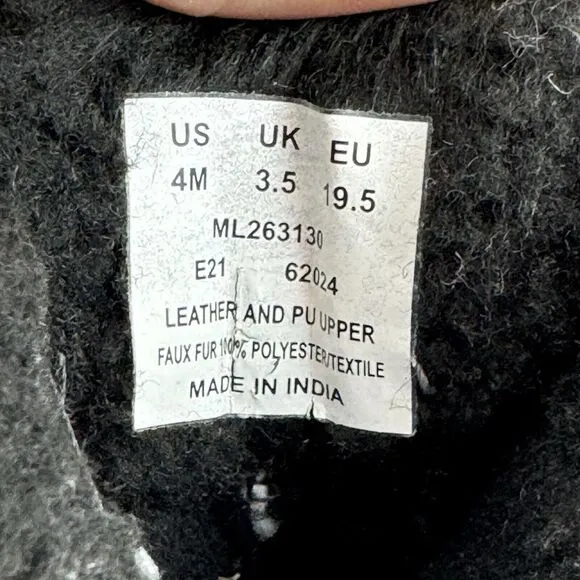 US UK EU
4M 3.5 19.5
ML263130
E21 62024
LEATHER AND PU UPPER
FAUX FUR 100% POLYESTER/TEXTILE
MADE IN INDIA